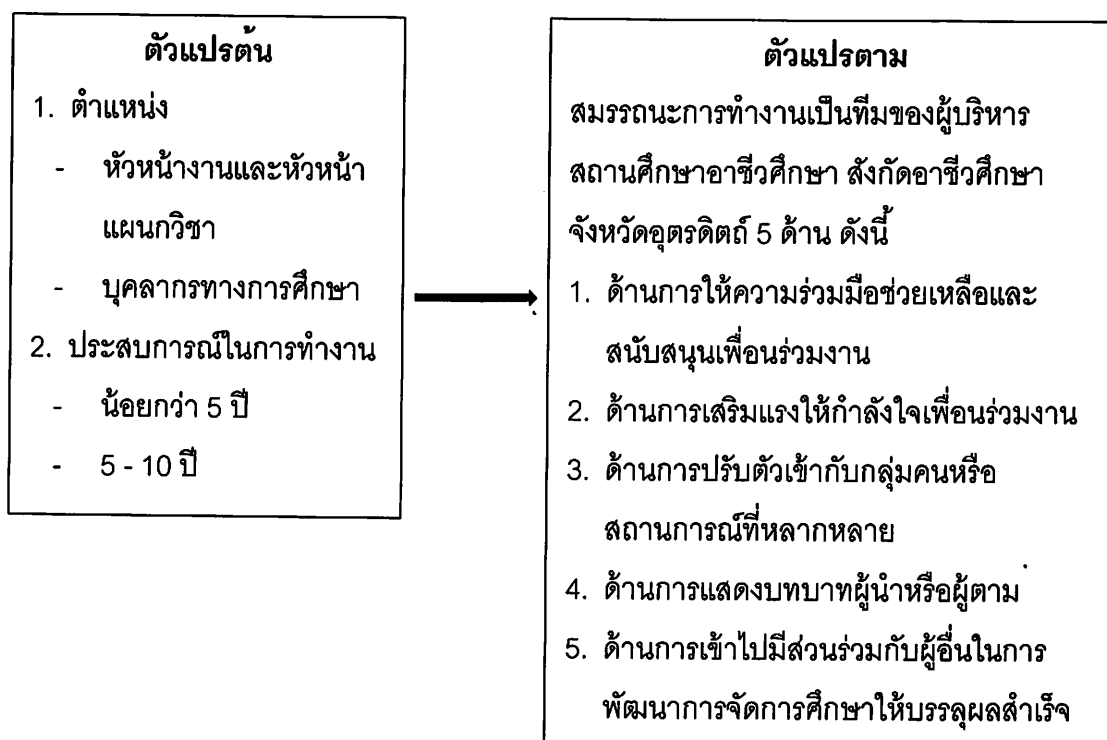 ตัวแปรต้น
1. ตำแหน่ง
- หัวหน้างานและหัวหน้า
แผนกวิชา
- บุคลากรทางการศึกษา
2. ประสบการณ์ในการทำงาน
- น้อยกว่า 5 ปี
- 5 - 10 ปี
ตัวแปรตาม
สมรรถนะการทำงานเป็นทีมของผู้บริหาร
สถานศึกษาอาชีวศึกษา สังกัดอาชีวศึกษา
จังหวัดอุตรดิตถ์ 5 ด้าน ดังนี้
1. ด้านการให้ความร่วมมือช่วยเหลือและ
สนับสนุนเพื่อนร่วมงาน
2. ด้านการเสริมแรงให้กำลังใจเพื่อนร่วมงาน
3. ด้านการปรับตัวเข้ากับกลุ่มคนหรือ
สถานการณ์ที่หลากหลาย
4. ด้านการแสดงบทบาทผู้นำหรือผู้ตาม
5. ด้านการเข้าไปมีส่วนร่วมกับผู้อื่นในการ
พัฒนาการจัดการศึกษาให้บรรลุผลสำเร็จ